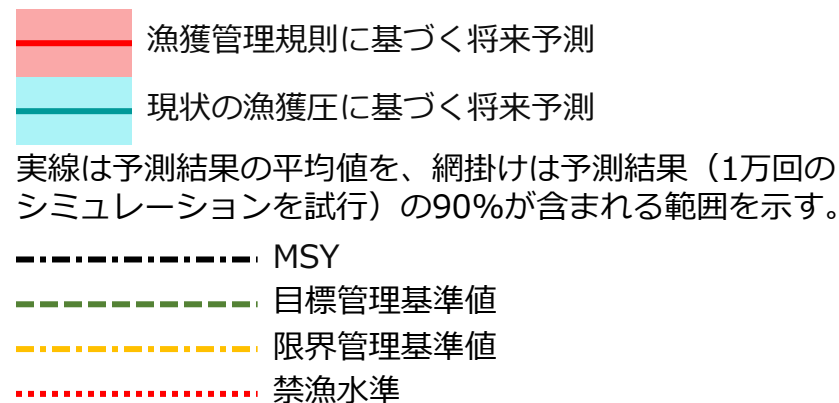 漁獲管理規則に基づく将来予測
現状の漁獲圧に基づく将来予測
実線は予測結果の平均値を、網掛けは予測結果（1万回の
シミュレーションを試行）の90%が含まれる範囲を示す。
MSY
目標管理基準値
限界管理基準値
禁漁水準